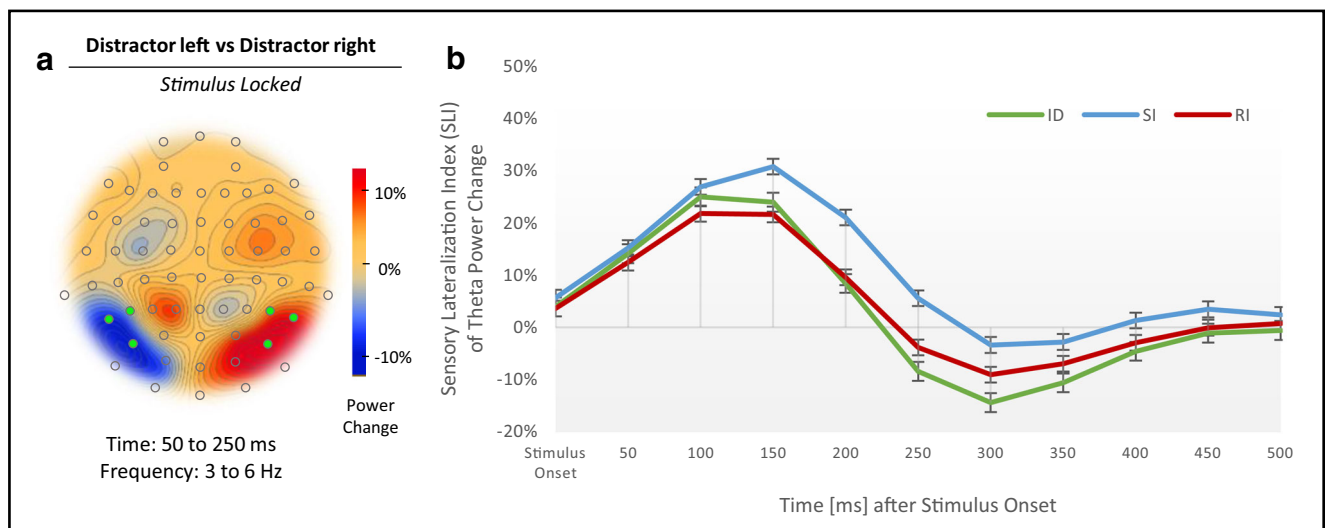 a
Distractor left vs Distractor right
Stimulus Locked
10%
0%
-10%
Power
Change
Time: 50 to 250 ms
Frequency: 3 to 6 Hz
b
Sensory Lateralization Index (SLI)
of Theta Power Change
50%
40%
30%
20%
10%
0%
-10%
-20%
ID SI RI
Stimulus
Onset
50 100 150 200 250 300 350 400 450 500
Time [ms] after Stimulus Onset